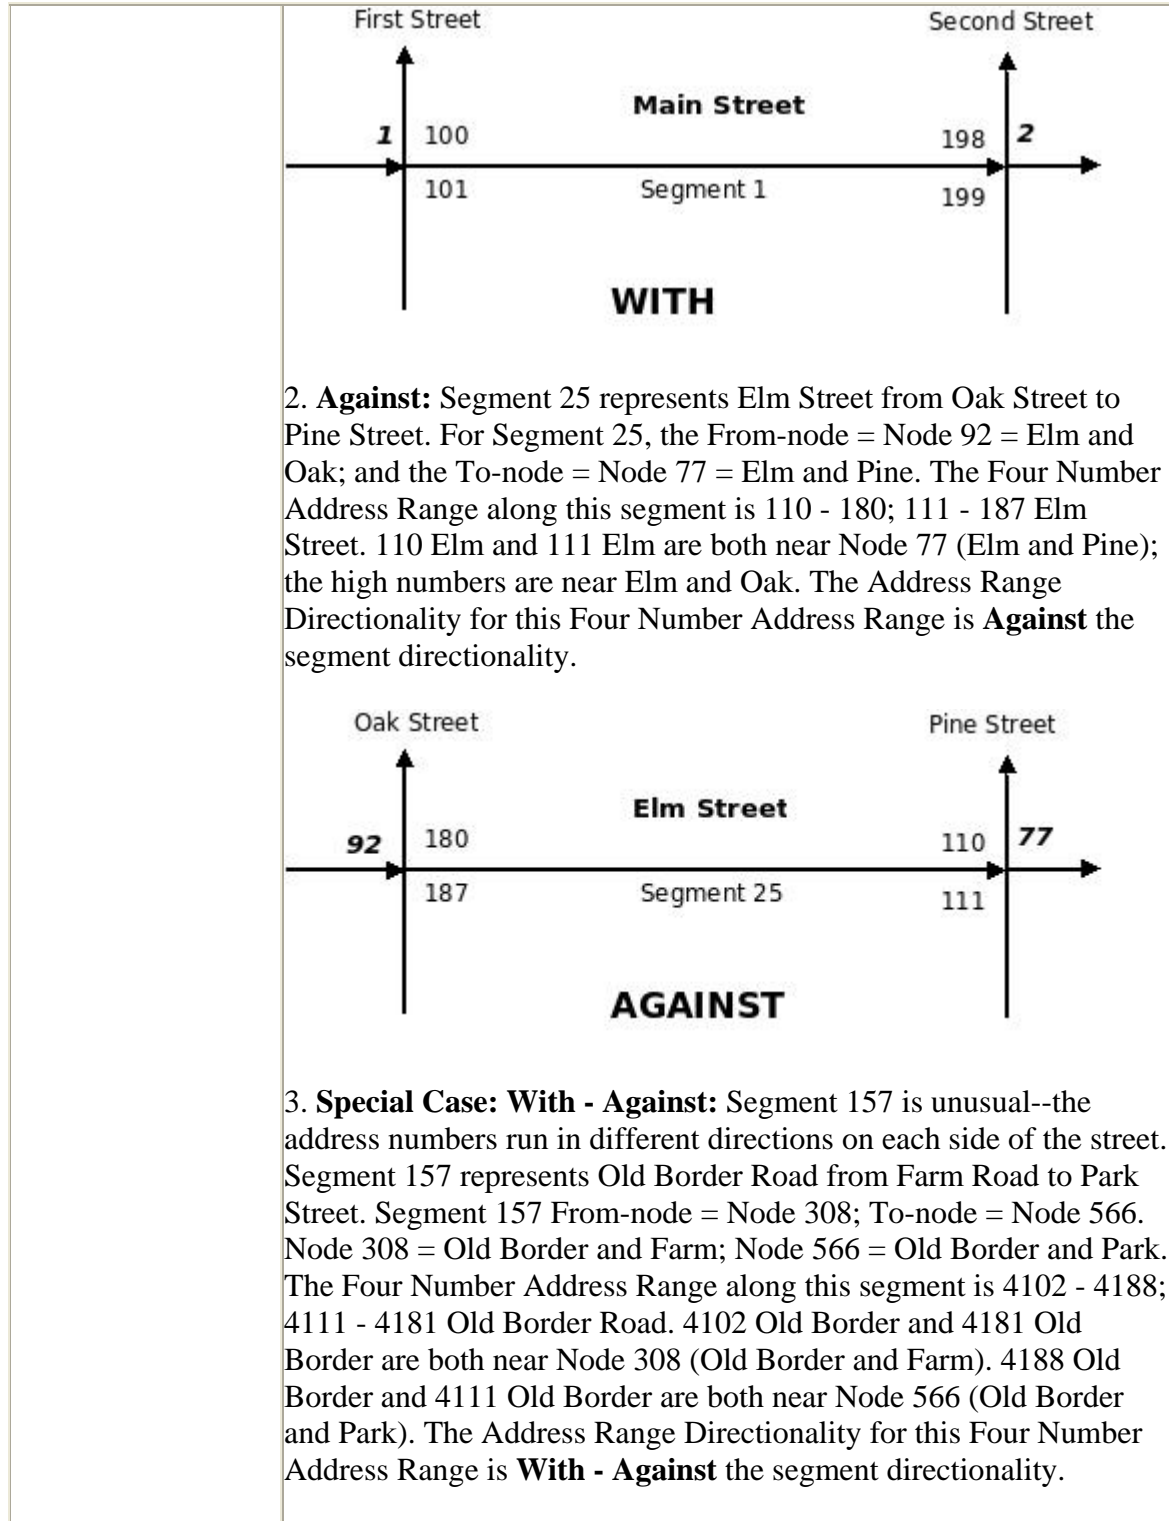 First Street Second Street
Main Street
1 100 198 2
101 Segment 1 199
WITH
2. Against: Segment 25 represents Elm Street from Oak Street to
Pine Street. For Segment 25, the From-node = Node 92 = Elm and
Oak; and the To-node = Node 77 = Elm and Pine. The Four Number
Address Range along this segment is 110 - 180; 111 - 187 Elm
Street. 110 Elm and 111 Elm are both near Node 77 (Elm and Pine);
the high numbers are near Elm and Oak. The Address Range
Directionality for this Four Number Address Range is Against the
segment directionality.
Oak Street Pine Street
Elm Street
92 180 110 77
187 Segment 25 111
AGAINST
3. Special Case: With - Against: Segment 157 is unusual--the
address numbers run in different directions on each side of the street.
Segment 157 represents Old Border Road from Farm Road to Park
Street. Segment 157 From-node = Node 308; To-node = Node 566.
Node 308 = Old Border and Farm; Node 566 = Old Border and Park.
The Four Number Address Range along this segment is 4102 - 4188;
4111 - 4181 Old Border Road. 4102 Old Border and 4181 Old
Border are both near Node 308 (Old Border and Farm). 4188 Old
Border and 4111 Old Border are both near Node 566 (Old Border
and Park). The Address Range Directionality for this Four Number
Address Range is With - Against the segment directionality.